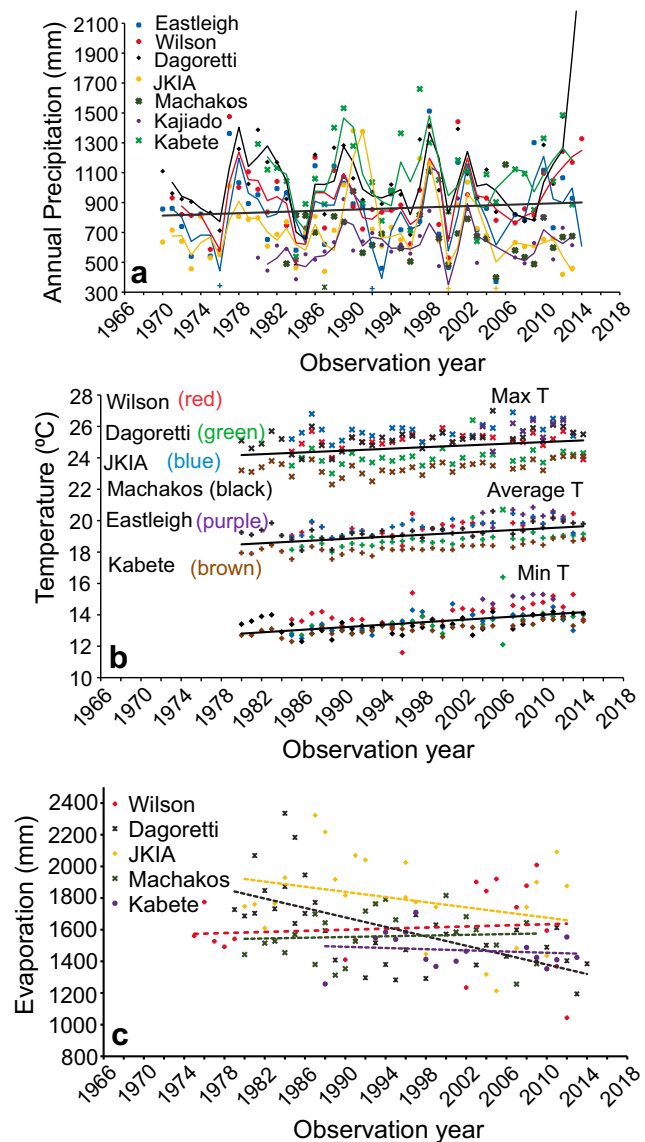 Annual Precipitation (mm)
2100
1900
1700
1500
1300
1100
900
700
500
300
Eastleigh
Wilson
Dagoretti
JKIA
Machakos
Kajiado
Kabete
a
1966
1970
1974
1978
1982
1986
1990
1992
1996
1999
2002
2006
2010
2014
2018
Observation year
Temperature (ºC)
28
26
24
22
20
18
16
14
12
10
Wilson (red)
Dagoretti (green)
JKIA (blue)
Machakos (black)
Eastleigh (purple)
Kabete (brown)
Max T
Average T
Min T
b
1966
1970
1974
1978
1982
1986
1990
1994
1998
2002
2006
2010
2014
2018
Observation year
Evaporation (mm)
2400
2200
2000
1800
1600
1400
1200
1000
800
Wilson
Dagoretti
JKIA
Machakos
Kabete
c
1966
1970
1974
1978
1982
1986
1990
1994
1998
2002
2006
2010
2014
2018
Observation year